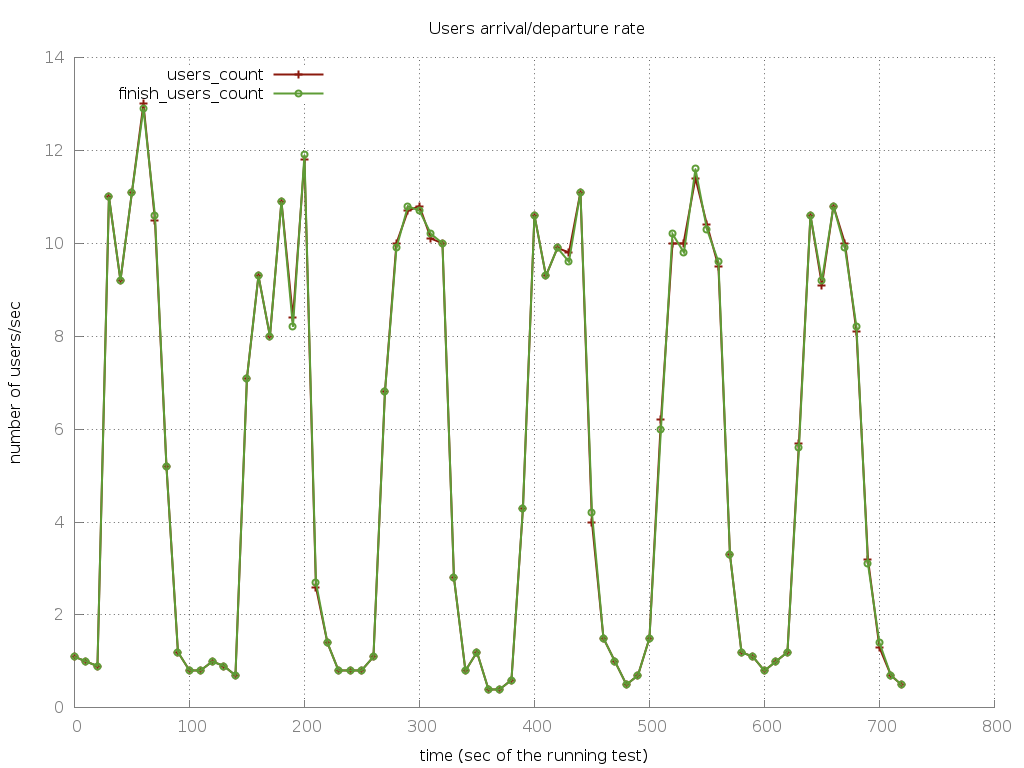 Users arrival/departure rate
users_count
finish_users_count
14
12
10
8
6
4
2
0
number of users/sec
0 100 200 300 400 500 600 700 800
time (sec of the running test)